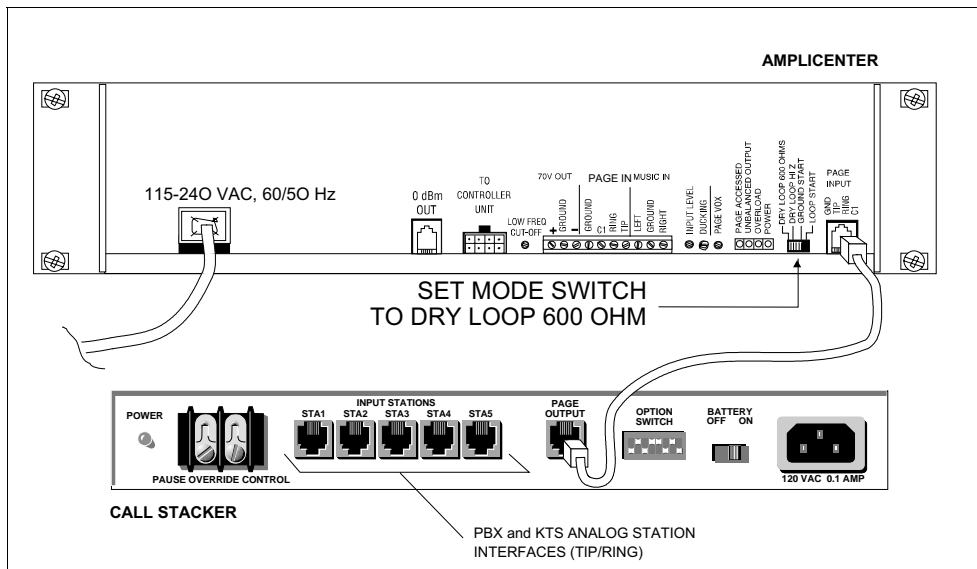 AMPLICENTER
115-24O VAC, 60/5O Hz
0 dBm
OUT
TO
CONTROLLER
UNIT
LOW FREQ
CUT-OFF
70V OUT
PAGE IN
MUSIC IN
+
GROUND
–
GROUND
C1
RING
TIP
LEFT
GROUND
RIGHT
INPUT LEVEL
DUCKING
PAGE VOX
PAGE ACCESSED
UNBALANCED OUTPUT
OVERLOAD
POWER
DRY LOOP 600 OHMS
DRY LOOP HI Z
GROUND START
LOOP START
PAGE
INPUT
GND
TIP
RING
C1
SET MODE SWITCH
TO DRY LOOP 600 OHM
POWER
PAUSE OVERRIDE CONTROL
INPUT STATIONS
STA1 STA2 STA3 STA4 STA5
PAGE
OUTPUT
OPTION
SWITCH
BATTERY
OFF ON
120 VAC 0.1 AMP
CALL STACKER
PBX and KTS ANALOG STATION
INTERFACES (TIP/RING)